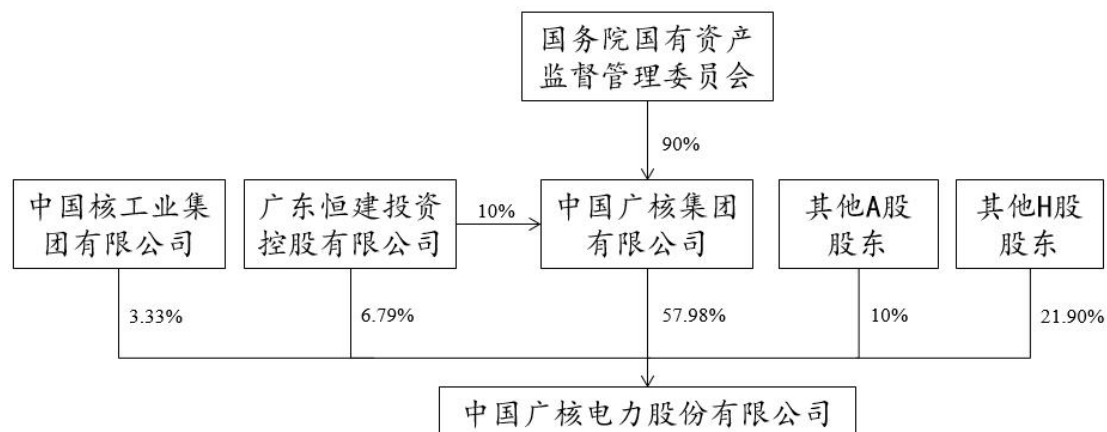 国务院国有资产
监督管理委员会
90%
中国核工业集
团有限公司
广东恒建投资
控股有限公司
10%
中国广核集团
有限公司
其他A股
股东
其他H股
股东
3.33%
6.79%
57.98%
10%
21.90%
中国广核电力股份有限公司